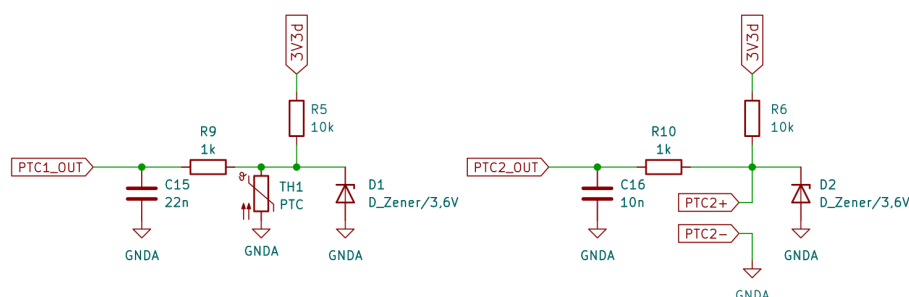 3V3d
R5
10k
R9
1k
PTC1_OUT
C15
22n
ϑ
TH1
PTC
D1
D_Zener/3,6V
GNDA
GNDA
GNDA
3V3d
R6
10k
R10
1k
PTC2_OUT
C16
10n
PTC2+
D2
D_Zener/3,6V
PTC2-
GNDA
GNDA
GNDA